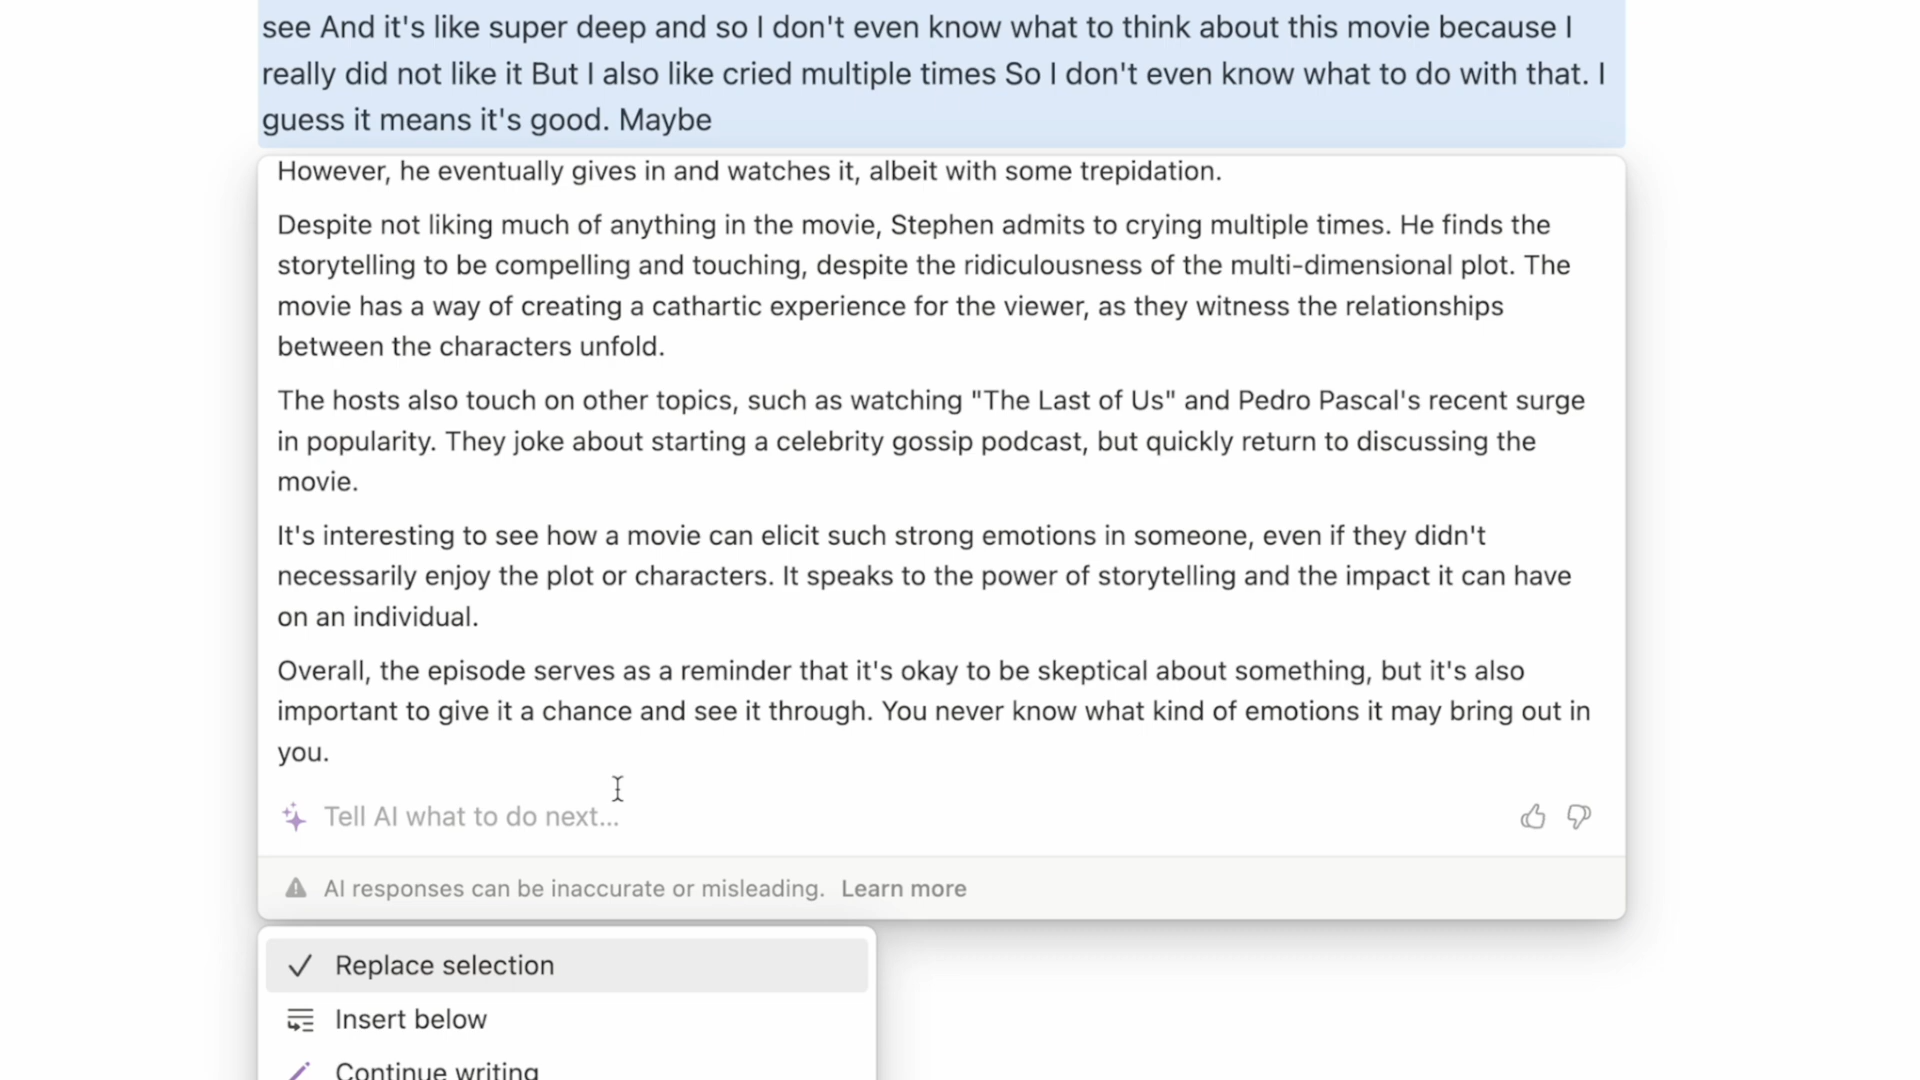 see And it's like super deep and so I don't even know what to think about this movie because I
really did not like it But I also like cried multiple times So I don't even know what to do with that. I
guess it means it's good. Maybe
However, he eventually gives in and watches it, albeit with some trepidation.
Despite not liking much of anything in the movie, Stephen admits to crying multiple times. He finds the
storytelling to be compelling and touching, despite the ridiculousness of the multi-dimensional plot. The
movie has a way of creating a cathartic experience for the viewer, as they witness the relationships
between the characters unfold.
The hosts also touch on other topics, such as watching "The Last of Us" and Pedro Pascal's recent surge
in popularity. They joke about starting a celebrity gossip podcast, but quickly return to discussing the
movie.
It's interesting to see how a movie can elicit such strong emotions in someone, even if they didn't
necessarily enjoy the plot or characters. It speaks to the power of storytelling and the impact it can have
on an individual.
Overall, the episode serves as a reminder that it's okay to be skeptical about something, but it's also
important to give it a chance and see it through. You never know what kind of emotions it may bring out in
you.
Tell AI what to do next...
AI responses can be inaccurate or misleading. Learn more
Replace selection
Insert below
Continue writing